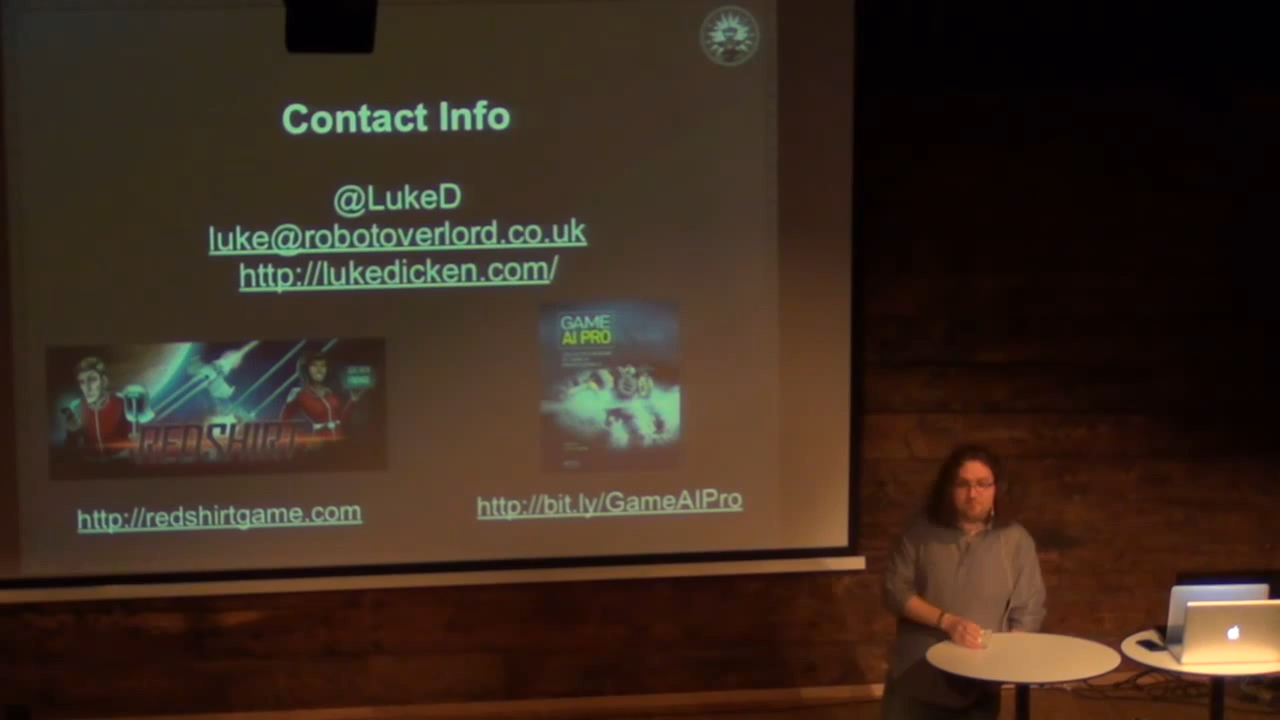 Contact Info
@LukeD
luke@robotoverlord.co.uk
http://lukedicken.com/
GAME
AI PRO
REDSHIRT
http://redshirtgame.com
http://bit.ly/GameAIPro